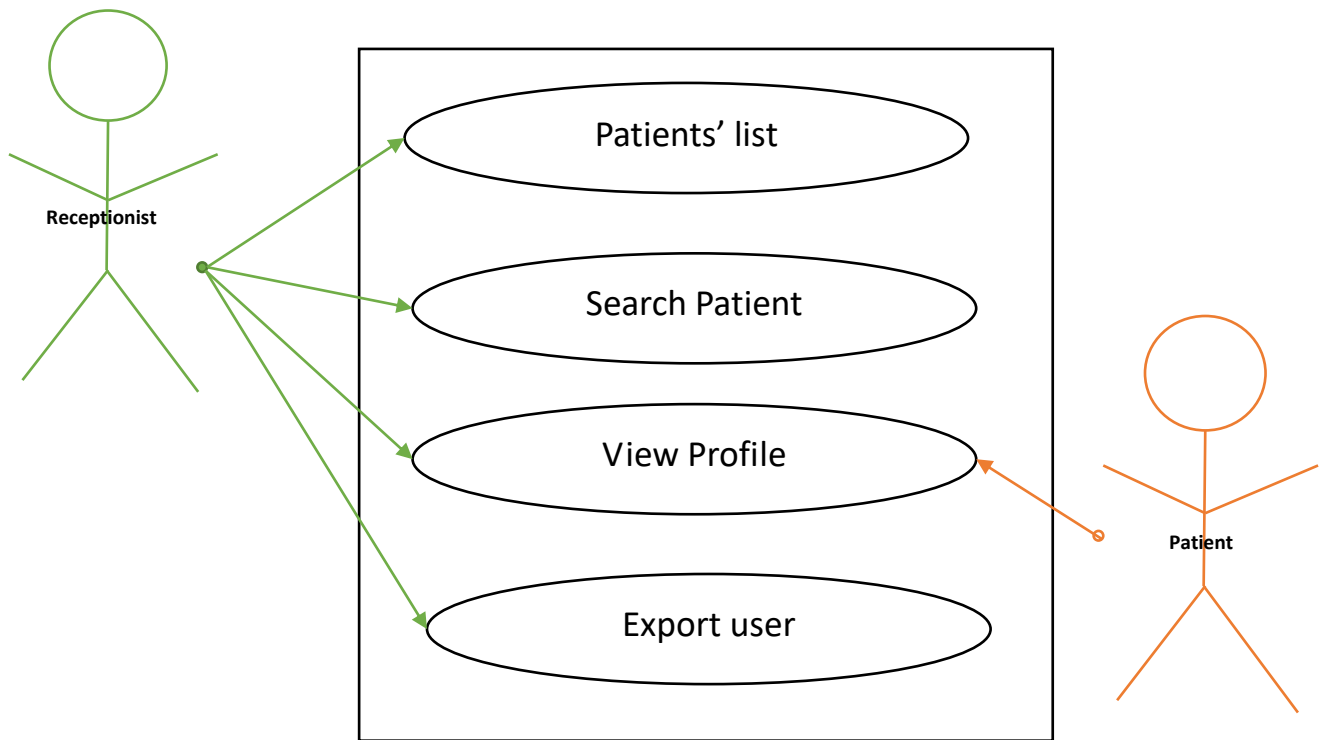 Patients’ list
Receptionist
Search Patient
View Profile
Patient
Export user